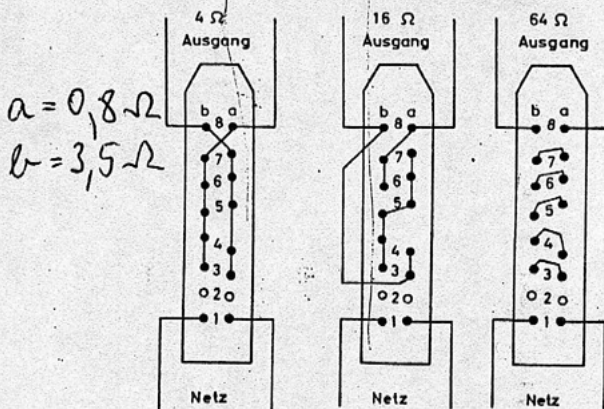 4 Ω 16 Ω 64 Ω
Ausgang Ausgang Ausgang
a = 0,8 Ω
b = 3,5 Ω
b a b a b a
8 8 8
7 7 7
6 6 6
5 5 5
4 4 4
3 3 3
2 2 2
1 1 1
Netz Netz Netz